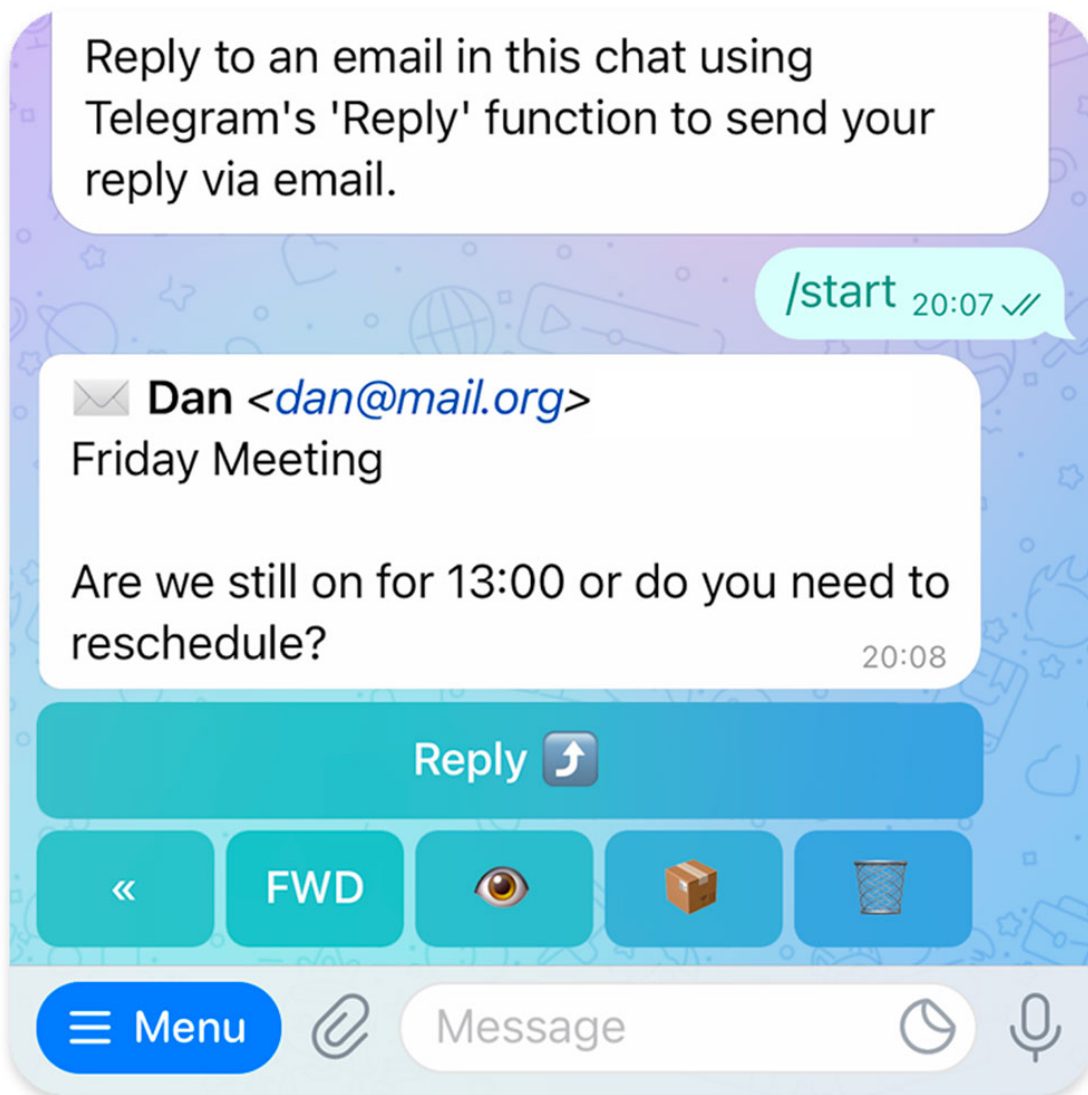 Reply to an email in this chat using
Telegram's 'Reply' function to send your
reply via email.
/start 20:07
Dan <dan@mail.org>
Friday Meeting
Are we still on for 13:00 or do you need to
reschedule?
20:08
Reply
«
FWD
Menu
Message